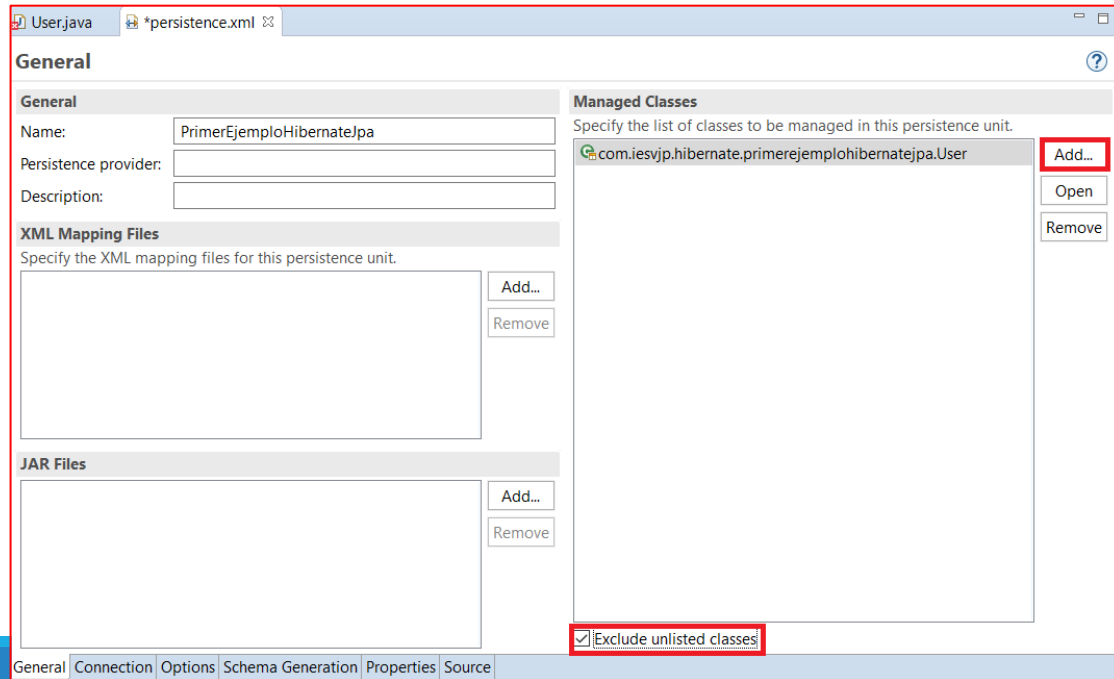 User.java
*persistence.xml
General
General
Name:
PrimerEjemploHibernateJpa
Persistence provider:
Description:
XML Mapping Files
Specify the XML mapping files for this persistence unit.
Add...
Remove
JAR Files
Add...
Remove
Managed Classes
Specify the list of classes to be managed in this persistence unit.
com.iesvjp.hibernate.primerejemplohibernatejpa.User
Add...
Open
Remove
Exclude unlisted classes
General Connection Options Schema Generation Properties Source